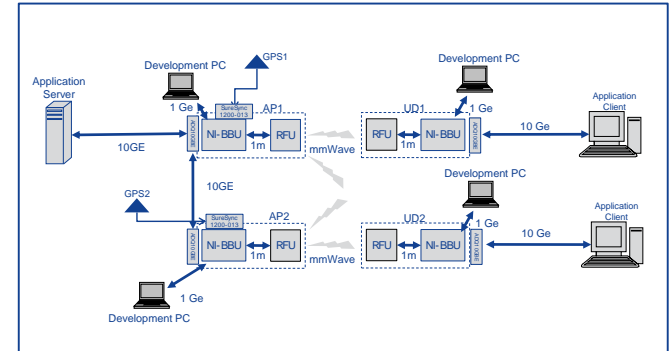 GPS1
Development PC
Application
Server
1 Ge
SureSync
1200-013
AP1
NI-BBU
RFU
1m
10GE
mmWave
Development PC
UD1
1 Ge
RFU
NI-BBU
1m
10 Ge
Application
Client
10GE
GPS2
SureSync
1200-013
AP2
NI-BBU
RFU
1m
mmWave
1 Ge
Development PC
Development PC
UD2
1 Ge
RFU
NI-BBU
1m
10 Ge
Application
Client